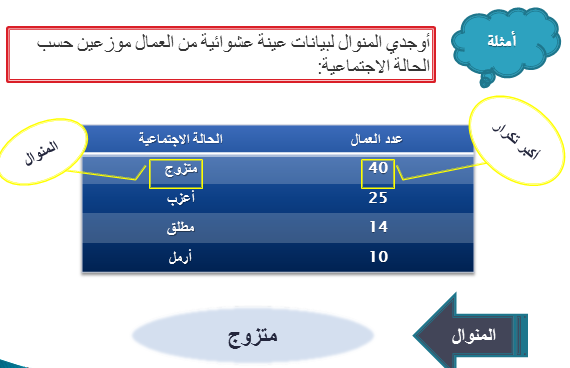 أمثلة
أوجدي المنوال لبيانات عينة عشوائية من العمال موزعين حسب
الحالة الاجتماعية:
أكبر تكرار
المنوال
عدد العمال الحالة الاجتماعية
40 متزوج
25 أعزب
14 مطلق
10 أرمل
المنوال
متزوج